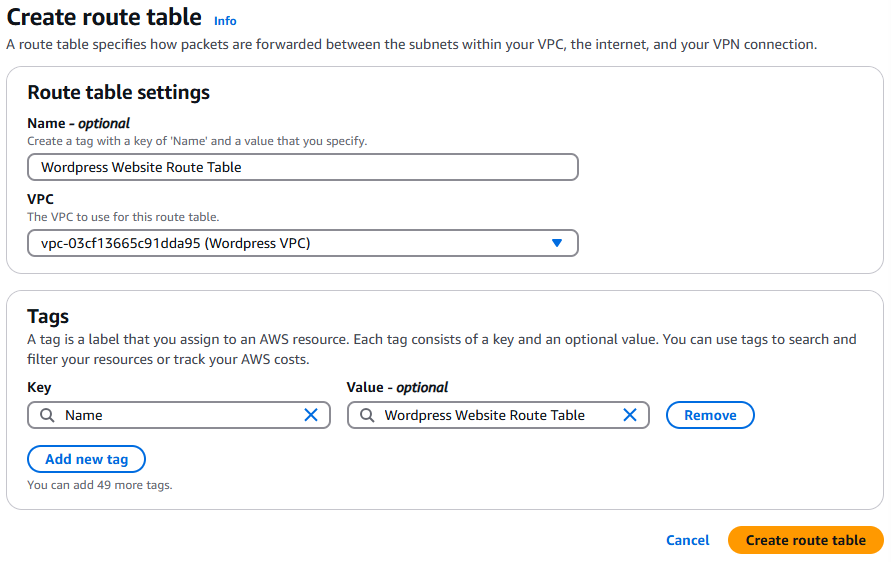 Create route table Info
A route table specifies how packets are forwarded between the subnets within your VPC, the internet, and your VPN connection.
Route table settings
Name - optional
Create a tag with a key of 'Name' and a value that you specify.
Wordpress Website Route Table
VPC
The VPC to use for this route table.
vpc-03cf13665c91dda95 (Wordpress VPC)
Tags
A tag is a label that you assign to an AWS resource. Each tag consists of a key and an optional value. You can use tags to search and
filter your resources or track your AWS costs.
Key Value - optional
Name Wordpress Website Route Table Remove
Add new tag
You can add 49 more tags.
Cancel Create route table